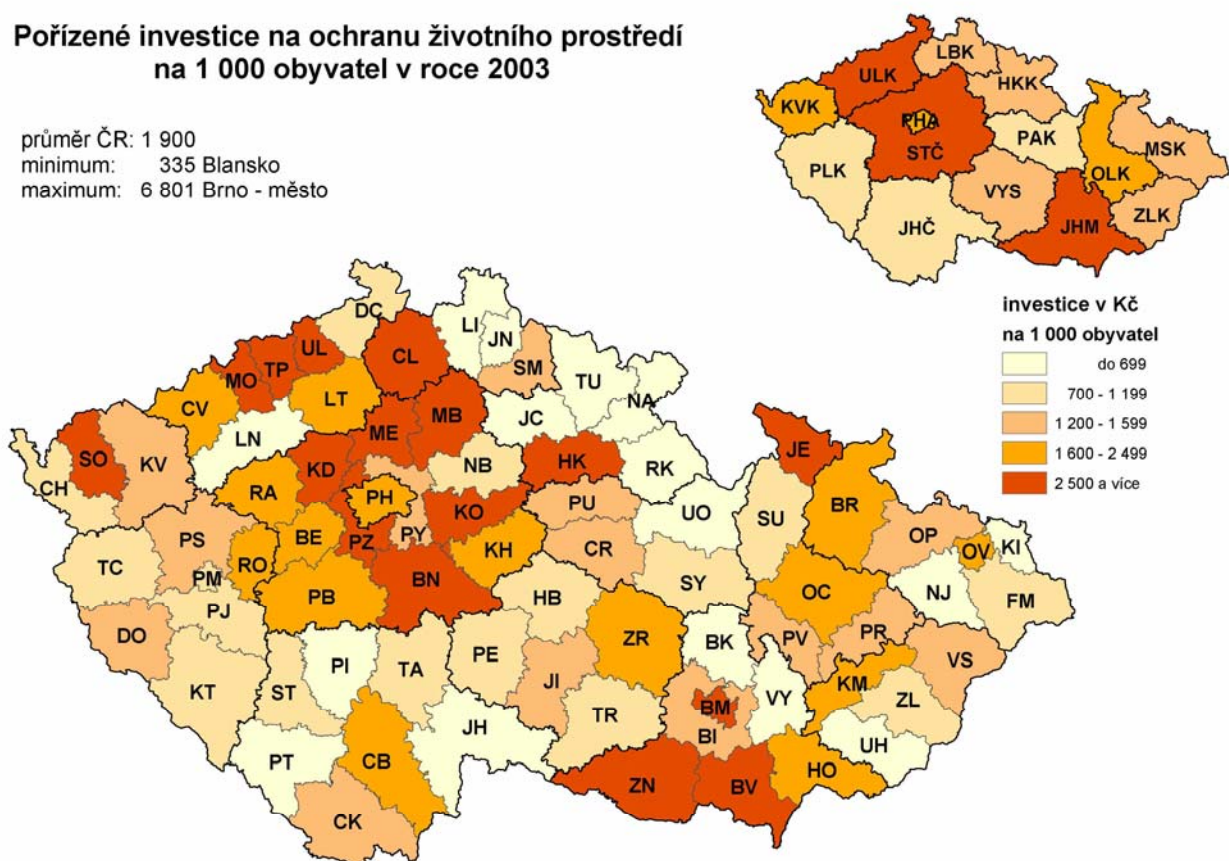 Pořízené investice na ochranu životního prostředí
na 1 000 obyvatel v roce 2003
průměr ČR: 1 900
minimum: 335 Blansko
maximum: 6 801 Brno - město
LBK
ULK
HKK
KVK
PHA
PAK
STČ
MSK
PLK
OLK
VYS
ZLK
JHČ
JHM
investice v Kč
na 1 000 obyvatel
do 699
700 - 1 199
1 200 - 1 599
1 600 - 2 499
2 500 a více
DC
LI
JN
UL
CL
TP
SM
MO
TU
LT
CV
NA
MB
JC
ME
LN
JE
SO
KV
KD
NB
HK
RK
CH
RA
PH
BR
KO
PU
UO
SU
PS
BE
PZ
PY
OP
KH
CR
OV
KI
RO
TC
PM
BN
SY
OC
NJ
PB
HB
FM
PJ
DO
ZR
BK
PV
PR
VS
PI
TA
PE
KT
ST
JI
KM
VY
ZL
BM
TR
JH
BI
UH
PT
CB
HO
ZN
BV
CK